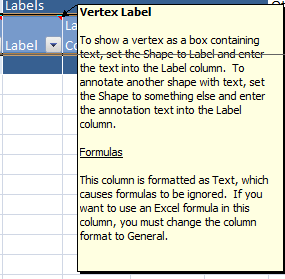 Labels
Vertex Label
To show a vertex as a box containing
text, set the Shape to Label and enter
the text into the Label column.  To
annotate another shape with text, set
the Shape to something else and enter
the annotation text into the Label
column.
Formulas
This column is formatted as Text, which
causes formulas to be ignored.  If you
want to use an Excel formula in this
column, you must change the column
format to General.
Label